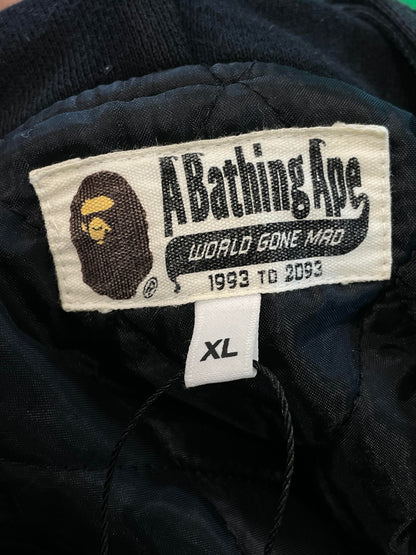 A Bathing Ape
WORLD GONE MAD
1993 TO 2093
®
XL